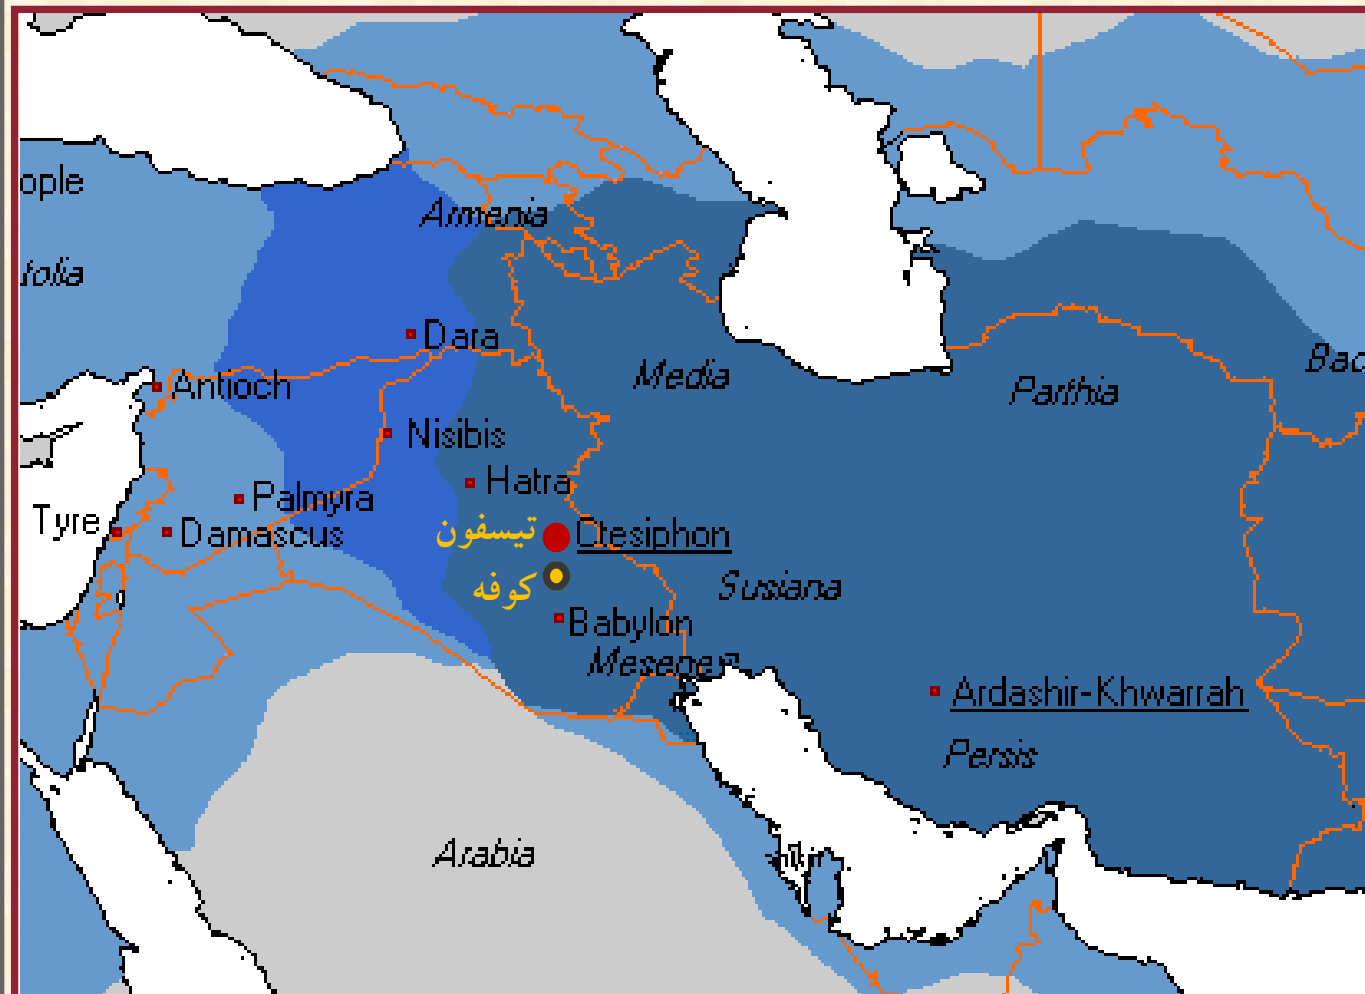 ople
Armenia
Dara
Media
Bac
Antioch
Parthia
Nisibis
Hatra
Palmyra
Tyre
Damascus
تیسفون
Ctesiphon
کوفه
Susiana
Babylon
Mesene
Ardashir-Khwarrah
Persis
Arabia